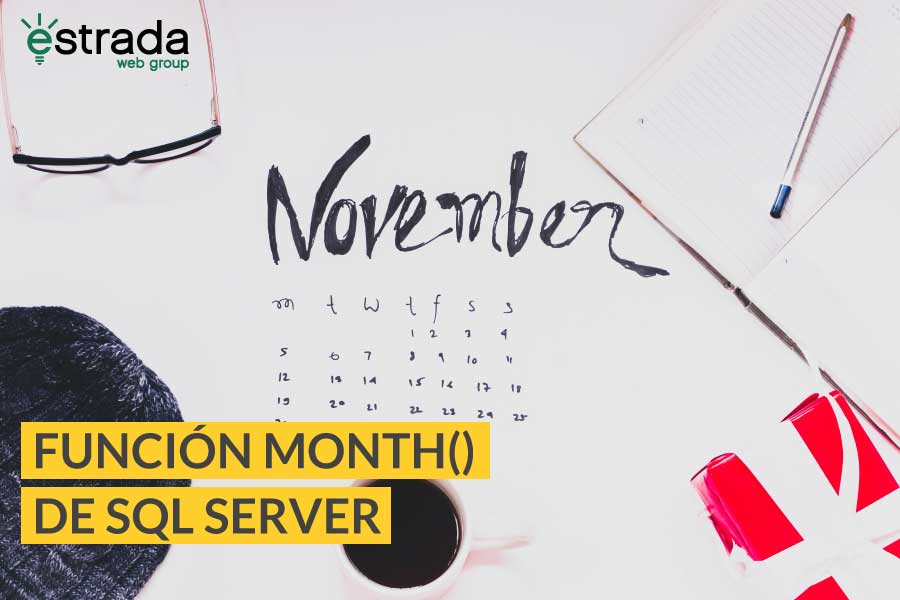 estrada
web group
November
m t w t f s s
1 2 3 4
5 6 7 8 9 10 11
12 13 14 15 16 17 18
19 20 21 22 23 24 25
FUNCIÓN MONTH()
DE SQL SERVER